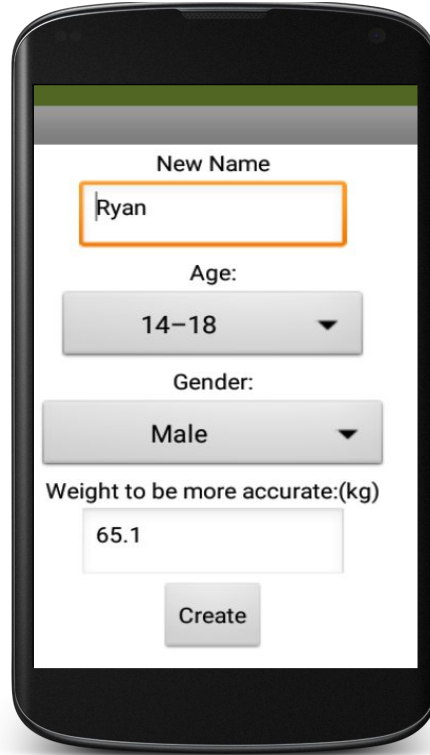 New Name
Ryan
Age:
14–18
Gender:
Male
Weight to be more accurate:(kg)
65.1
Create